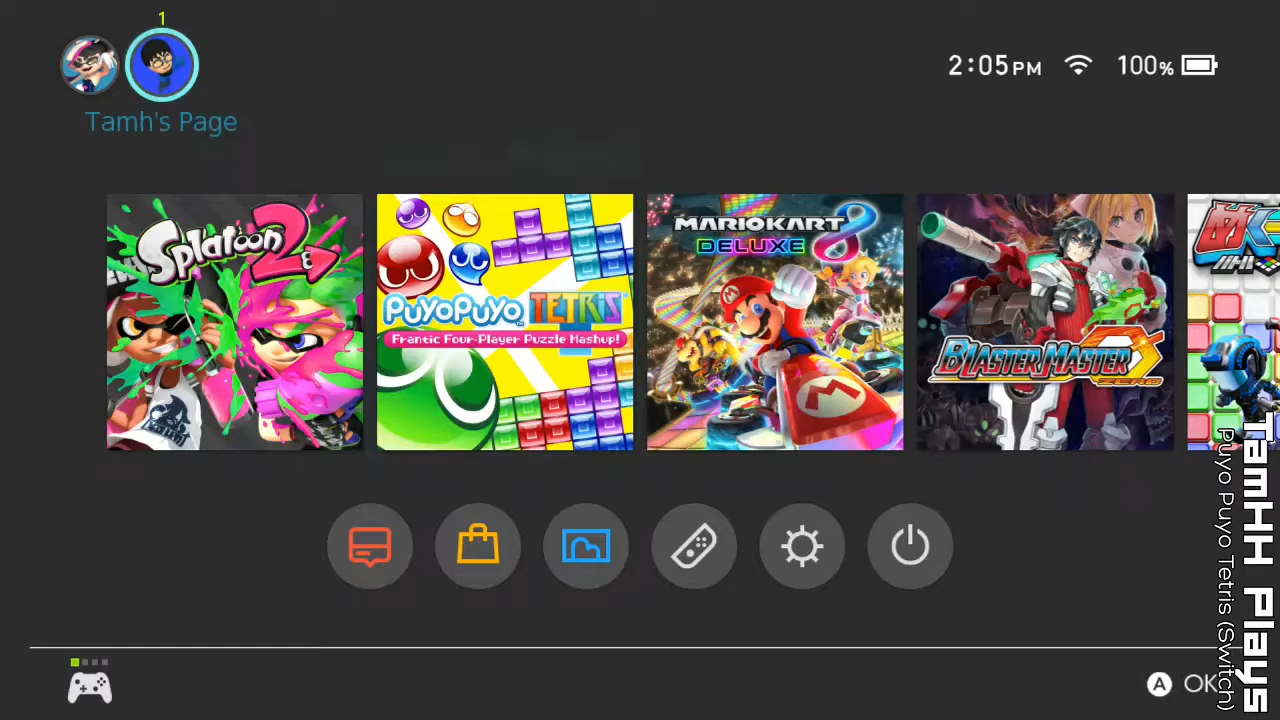 1
Tamh's Page
2:05PM
100%
Splatoon 2
PuyoPuyo TETRIS
Frantic Four-Player Puzzle Mashup!
MARIOKART 8
DELUXE
M
M
BLASTER MASTER
ZERO
A OK
TamHH Plays
Puyo Puyo Tetris (Switch)